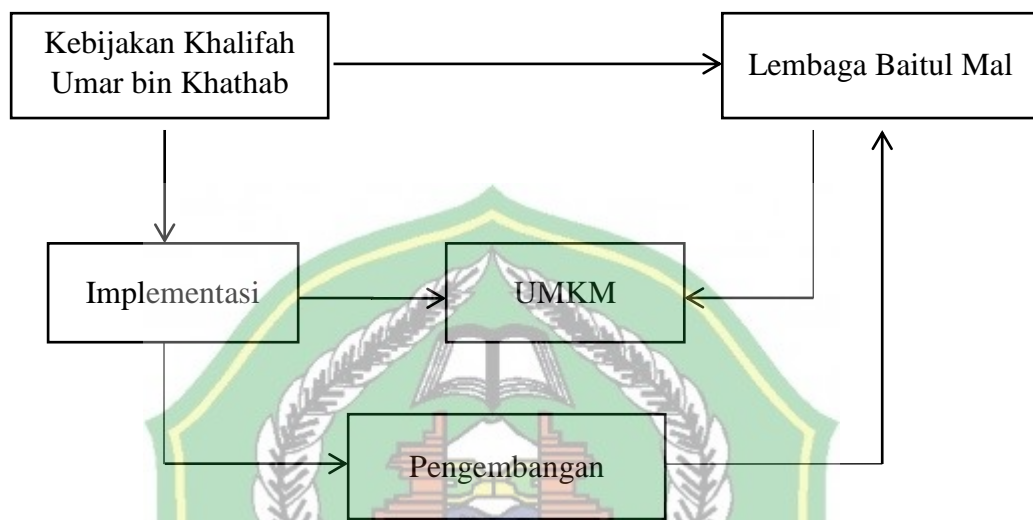 Kebijakan Khalifah
Umar bin Khathab
Lembaga Baitul Mal
Implementasi
UMKM
Pengembangan